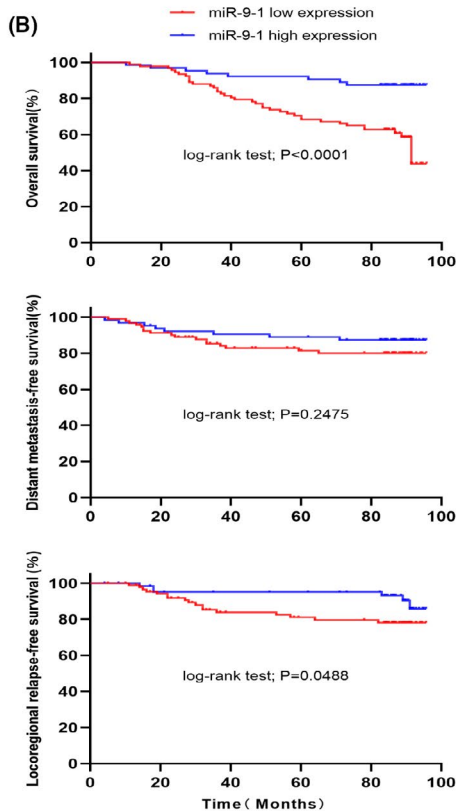 (B)
miR-9-1 low expression
miR-9-1 high expression
Overall survival(%)
100
80
60
40
20
0
log-rank test; P<0.0001
0 20 40 60 80 100
Distant metastasis-free survival(%)
100
80
60
40
20
0
log-rank test; P=0.2475
0 20 40 60 80 100
Locoregional relapse-free survival (%)
100
80
60
40
20
0
log-rank test; P=0.0488
0 20 40 60 80 100
Time( Months)